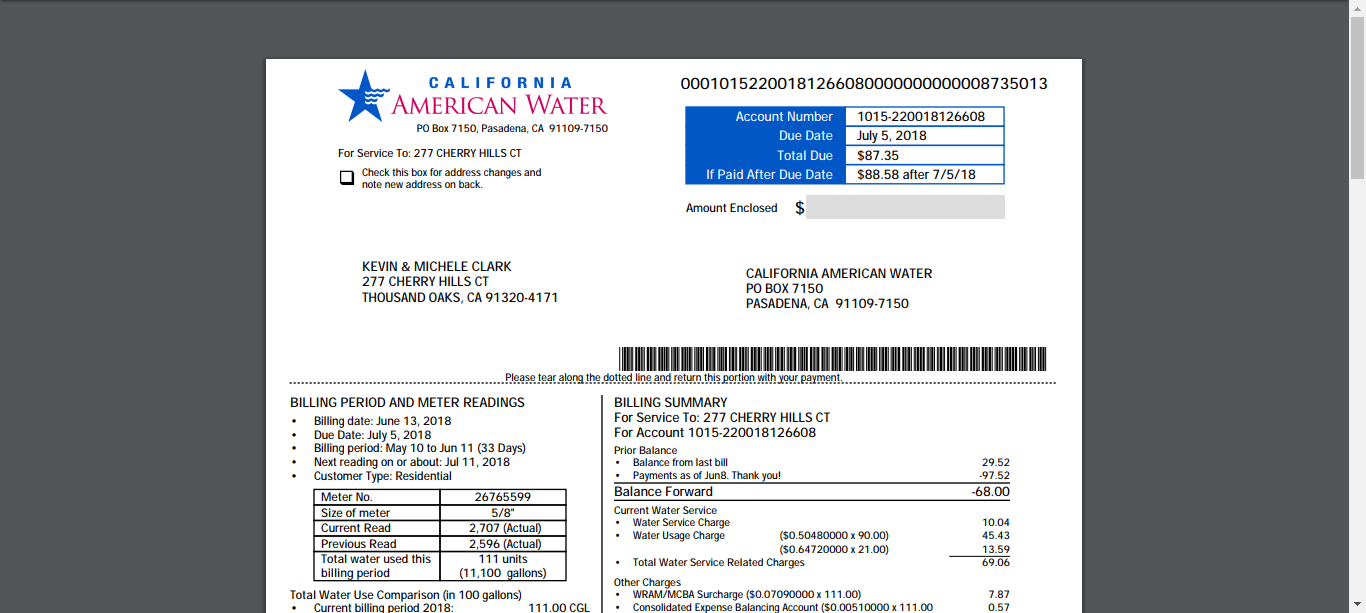 CALIFORNIA
AMERICAN WATER
PO Box 7150, Pasadena, CA 91109-7150
For Service To: 277 CHERRY HILLS CT
Check this box for address changes and
note new address on back.
0001015220018126608000000000008735013
Account Number 1015-220018126608
Due Date July 5, 2018
Total Due $87.35
If Paid After Due Date $88.58 after 7/5/18
Amount Enclosed $
KEVIN & MICHELE CLARK
277 CHERRY HILLS CT
THOUSAND OAKS, CA 91320-4171
CALIFORNIA AMERICAN WATER
PO BOX 7150
PASADENA, CA 91109-7150
Please tear along the dotted line and return this portion with your payment.
BILLING PERIOD AND METER READINGS
• Billing date: June 13, 2018
• Due Date: July 5, 2018
• Billing period: May 10 to Jun 11 (33 Days)
• Next reading on or about: Jul 11, 2018
• Customer Type: Residential
Meter No. 26765599
Size of meter 5/8"
Current Read 2,707 (Actual)
Previous Read 2,596 (Actual)
Total water used this 111 units
billing period (11,100 gallons)
Total Water Use Comparison (in 100 gallons)
• Current billing period 2018: 111.00 CGL
BILLING SUMMARY
For Service To: 277 CHERRY HILLS CT
For Account 1015-220018126608
Prior Balance
• Balance from last bill 29.52
• Payments as of Jun8. Thank you! -97.52
Balance Forward -68.00
Current Water Service
• Water Service Charge 10.04
• Water Usage Charge ($0.50480000 x 90.00) 45.43
($0.64720000 x 21.00) 13.59
• Total Water Service Related Charges 69.06
Other Charges
• WRAM/MCBA Surcharge ($0.07090000 x 111.00) 7.87
• Consolidated Expense Balancing Account ($0.00510000 x 111.00 0.57